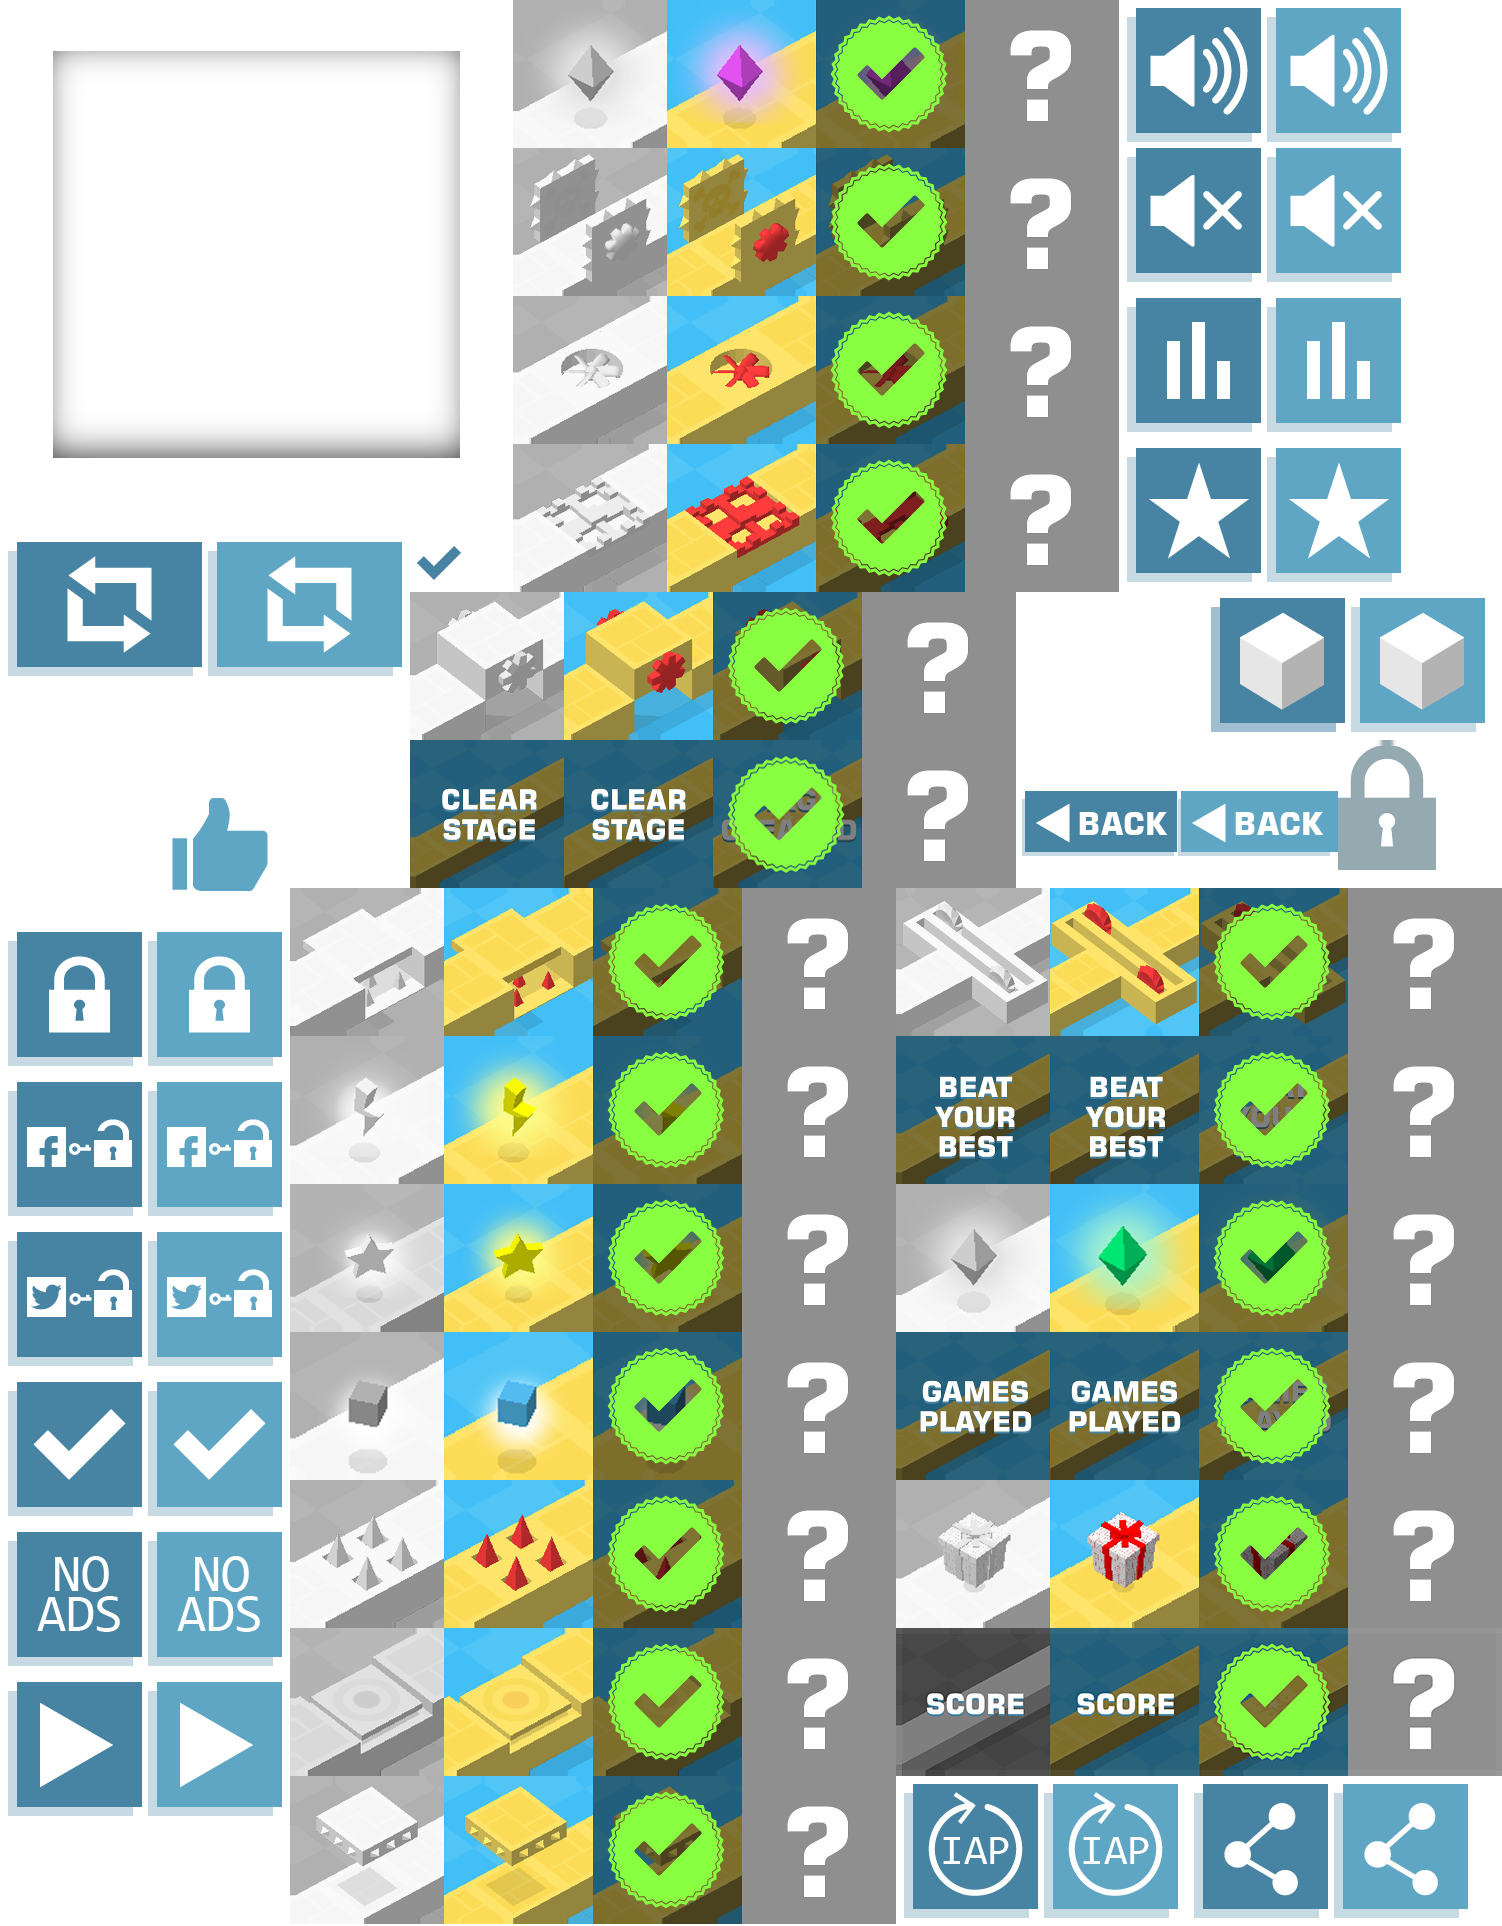 ?
?
?
?
?
CLEAR
STAGE
CLEAR
STAGE
?
BACK
BACK
?
?
?
BEAT
YOUR
BEST
BEAT
YOUR
BEST
?
?
?
?
GAMES
PLAYED
GAMES
PLAYED
?
NO
ADS
NO
ADS
?
?
?
SCORE
SCORE
?
?
IAP
IAP